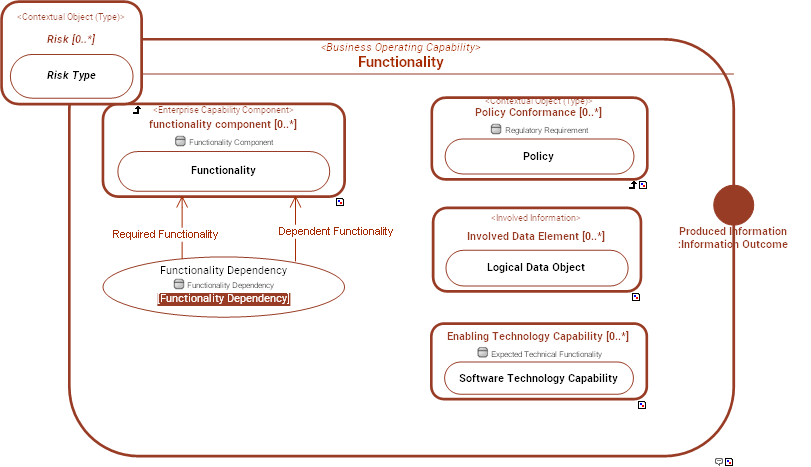 <Contextual Object (Type)>
Risk [0..*]
Risk Type
<Business Operating Capability>
Functionality
<Enterprise Capability Component>
functionality component [0..*]
Functionality Component
Functionality
Required Functionality
Dependent Functionality
Functionality Dependency
Functionality Dependency
[Functionality Dependency]
<Contextual Object (Type)>
Policy Conformance [0..*]
Regulatory Requirement
Policy
<Involved Information>
Involved Data Element [0..*]
Logical Data Object
Enabling Technology Capability [0..*]
Expected Technical Functionality
Software Technology Capability
Produced Information
:Information Outcome